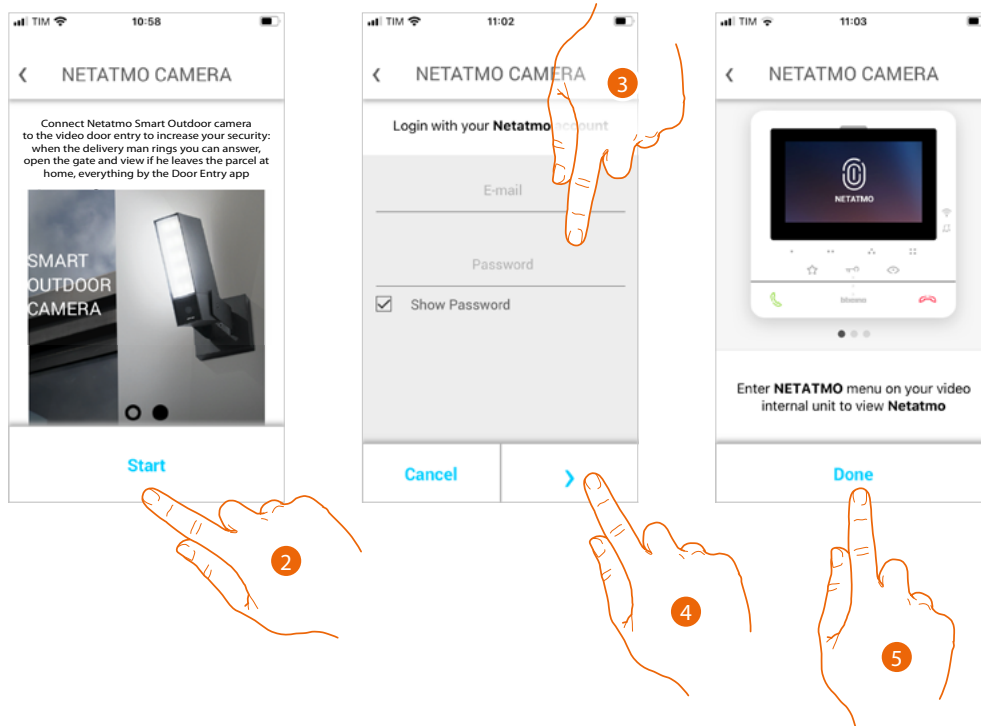 TIM 10:58
NETATMO CAMERA
Connect Netatmo Smart Outdoor camera
to the video door entry to increase your security:
when the delivery man rings you can answer,
open the gate and view if he leaves the parcel at
home, everything by the Door Entry app
SMART
OUTDOOR
CAMERA
Start
2
TIM 11:02
NETATMO CAMERA
3
Login with your Netatmo account
E-mail
Password
Show Password
Cancel
4
TIM 11:03
NETATMO CAMERA
NETATMO
Enter NETATMO menu on your video
internal unit to view Netatmo
Done
5